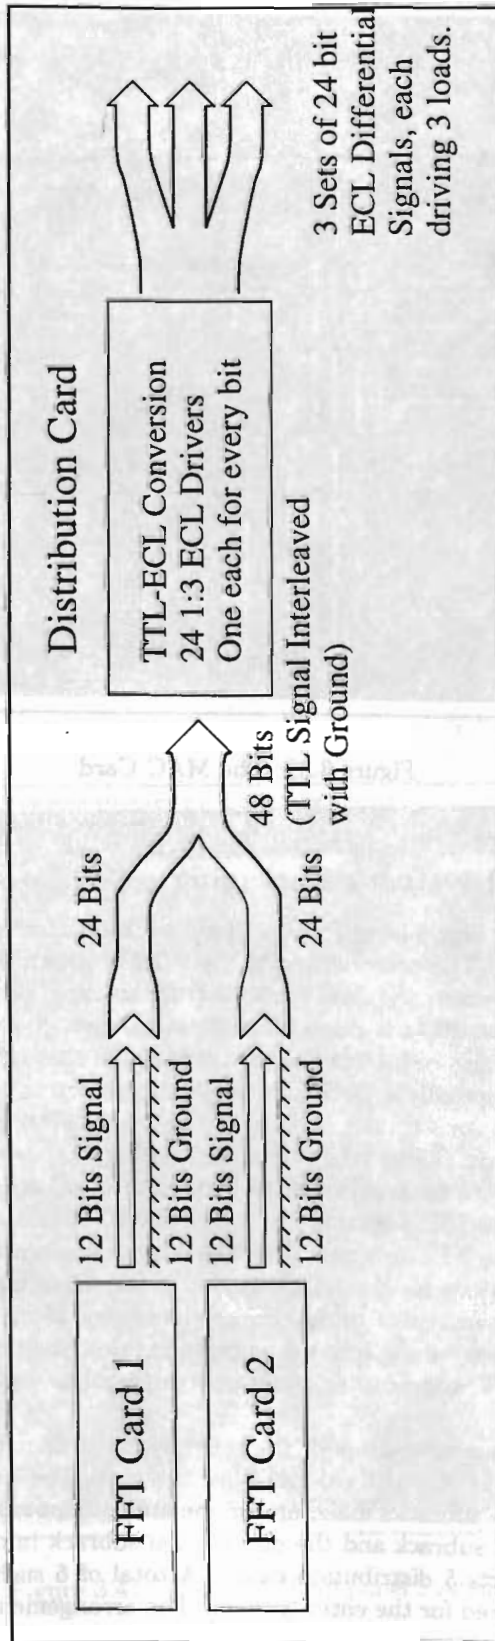 FFT Card 1
FFT Card 2
12 Bits Signal
12 Bits Ground
12 Bits Signal
12 Bits Ground
24 Bits
24 Bits
48 Bits
(TTL Signal Interleaved
with Ground)
Distribution Card
TTL-ECL Conversion
24 1:3 ECL Drivers
One each for every bit
3 Sets of 24 bit
ECL Differential
Signals, each
driving 3 loads.